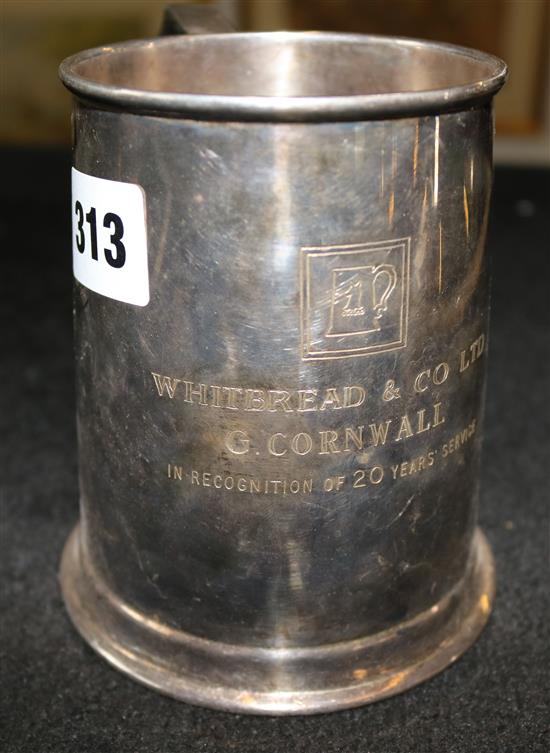 313
WHITBREAD & CO LTD
G. CORNWALL
IN RECOGNITION OF 20 YEARS' SERVICE